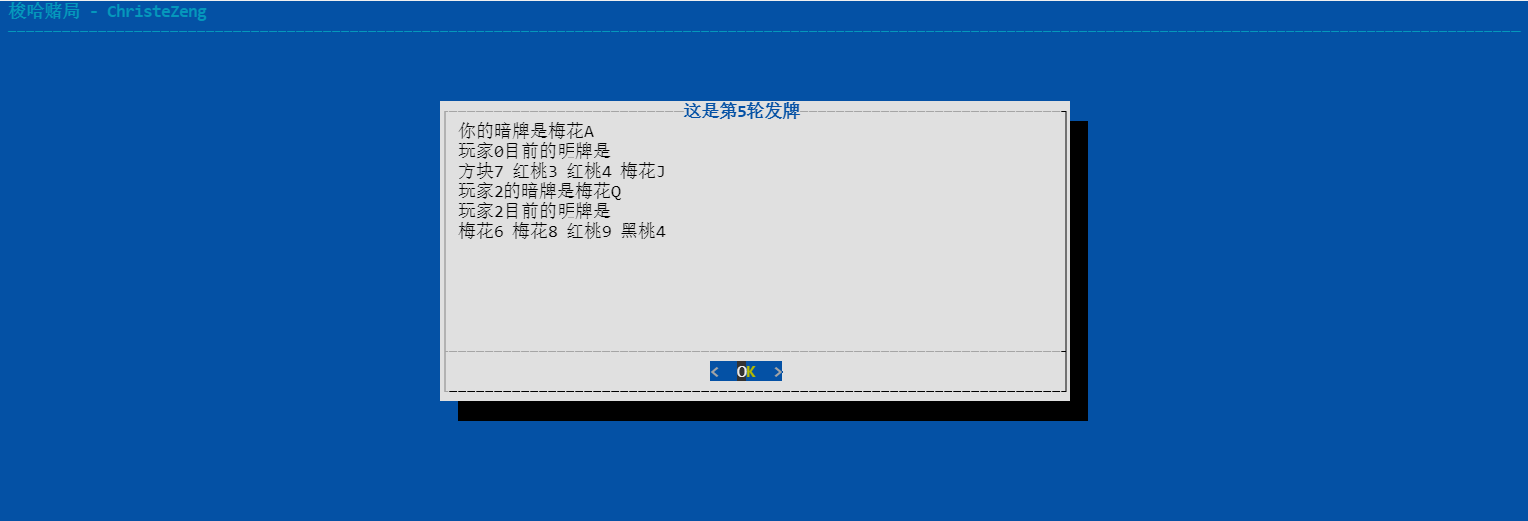 梭哈赌局 - ChristeZeng
这是第5轮发牌
你的暗牌是梅花A
玩家0目前的明牌是
方块7 红桃3 红桃4 梅花J
玩家2的暗牌是梅花Q
玩家2目前的明牌是
梅花6 梅花8 红桃9 黑桃4
< OK >